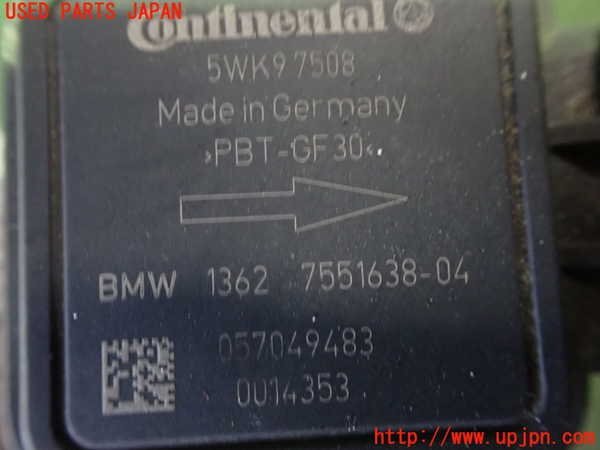 USED PARTS JAPAN
Continental
5WK9 7508
Made in Germany
>PBT-GF30<
BMW 1362 7551638-04
057049483
0014353
http://www.upjpn.com/